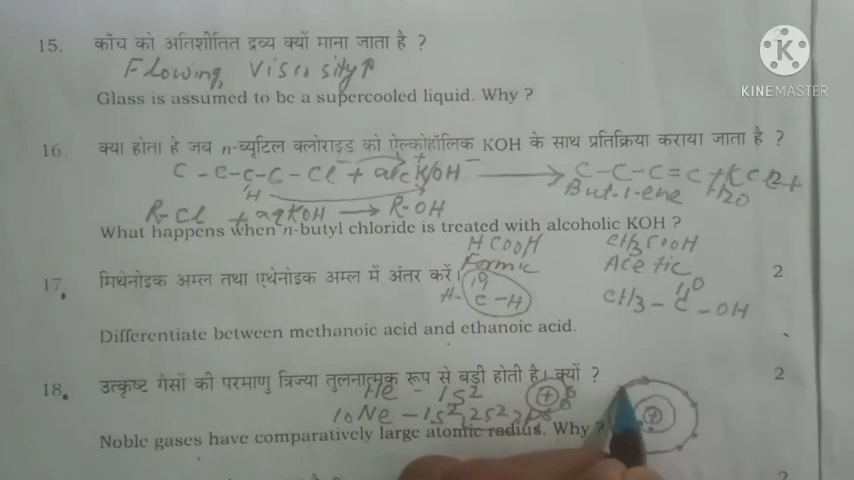 15. काँच को अतिशीतित द्रव्य क्यों माना जाता है ?
Flowing, Viscosity↑
Glass is assumed to be a supercooled liquid. Why ?
KINEMASTER
16. क्या होता है जब n-ब्यूटिल क्लोराइड को ऐल्कोहॉलिक KOH के साथ प्रतिक्रिया कराया जाता है ?
C - C - C - C - Cl + alc KOH → C - C - C = C + KCl +
H But-1-ene H2O
2
R-Cl + aqKOH → R-OH
What happens when n-butyl chloride is treated with alcoholic KOH ?
HCOOH CH3COOH
Formic Acetic
17. मिथेनोइक अम्ल तथा एथेनोइक अम्ल में अंतर करें। 2
H - C - H CH3 - C - OH
O
Differentiate between methanoic acid and ethanoic acid.
18. उत्कृष्ट गैसों की परमाणु त्रिज्या तुलनात्मक रूप से बड़ी होती है। क्यों ? 2
He - 1s2
10Ne - 1s2, 2s2 2p6
Noble gases have comparatively large atomic radius. Why ?
2